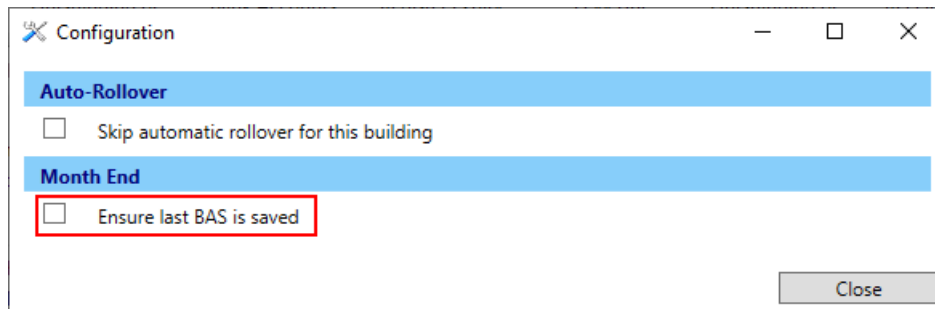 Configuration
Auto-Rollover
Skip automatic rollover for this building
Month End
Ensure last BAS is saved
Close